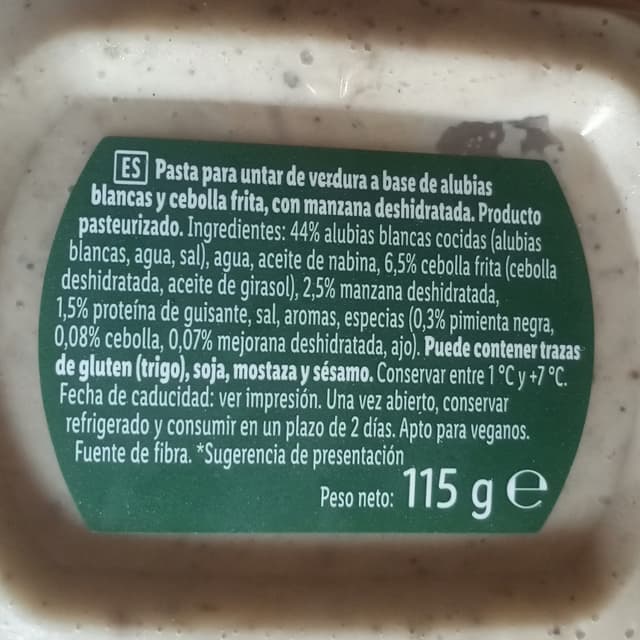 ES Pasta para untar de verdura a base de alubias
blancas y cebolla frita, con manzana deshidratada. Producto
pasteurizado. Ingredientes: 44% alubias blancas cocidas (alubias
blancas, agua, sal), agua, aceite de nabina, 6,5% cebolla frita (cebolla
deshidratada, aceite de girasol), 2,5% manzana deshidratada,
1,5% proteína de guisante, sal, aromas, especias (0,3% pimienta negra,
0,08% cebolla, 0,07% mejorana deshidratada, ajo). Puede contener trazas
de gluten (trigo), soja, mostaza y sésamo. Conservar entre 1 °C y +7 °C.
Fecha de caducidad: ver impresión. Una vez abierto, conservar
refrigerado y consumir en un plazo de 2 días. Apto para veganos.
Fuente de fibra. *Sugerencia de presentación
Peso neto: 115 g ℮